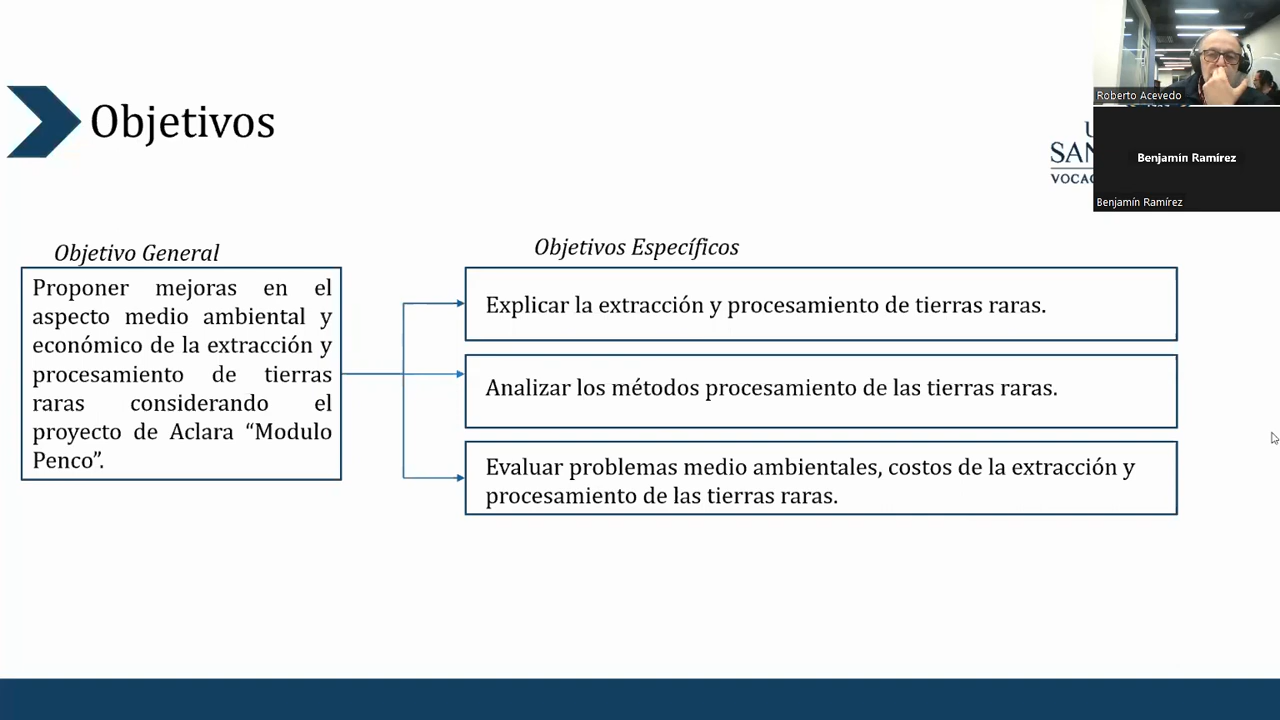 Objetivos
Roberto Acevedo
Benjamín Ramírez
Benjamín Ramírez
Objetivo General
Proponer mejoras en el
aspecto medio ambiental y
económico de la extracción y
procesamiento de tierras
raras considerando el
proyecto de Aclara “Modulo
Penco”.
Objetivos Específicos
Explicar la extracción y procesamiento de tierras raras.
Analizar los métodos procesamiento de las tierras raras.
Evaluar problemas medio ambientales, costos de la extracción y
procesamiento de las tierras raras.